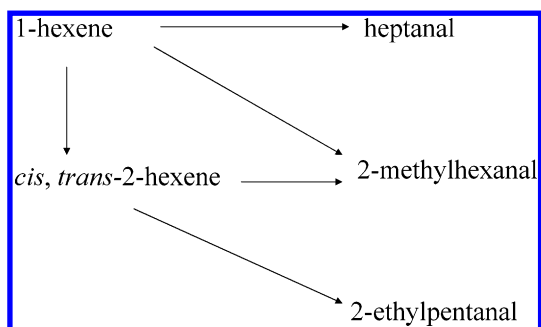 1-hexene
heptanal
2-methylhexanal
cis, trans-2-hexene
2-ethylpentanal